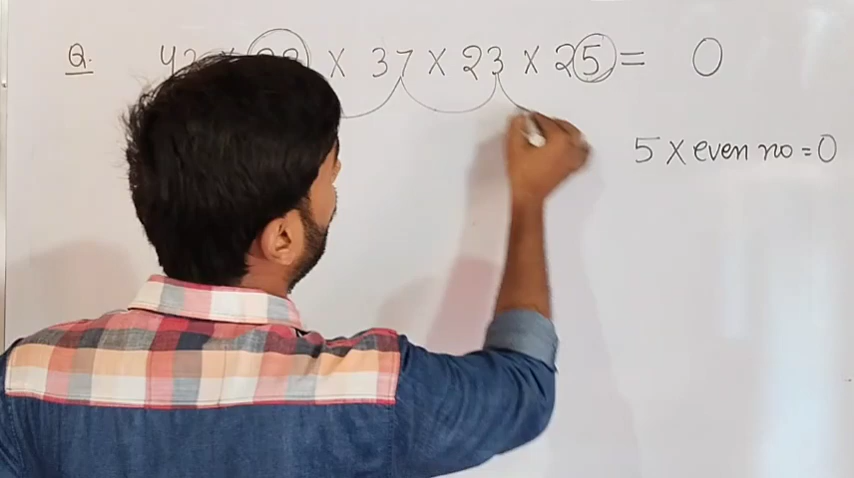 Q. × 37 × 23 × 25 = 0
5 × even no = 0